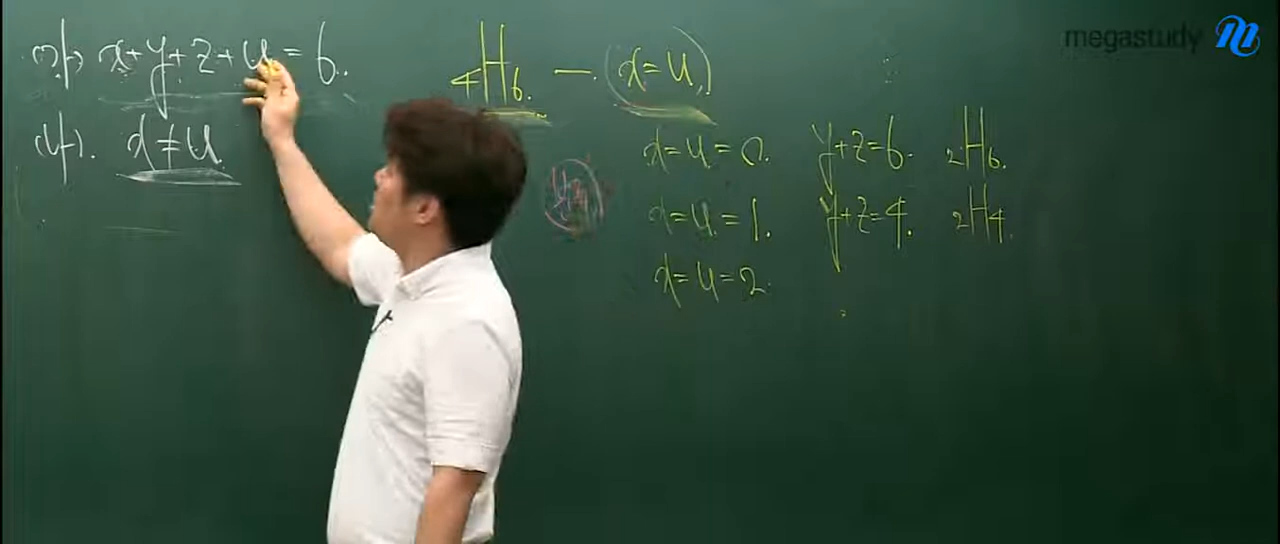 (가) x+y+z+u=6.
(나). x≠u
₄H₆. - (x=u)
x=u=0. y+z=6. ₂H₆.
x=u=1. y+z=4. ₂H₄.
x=u=2.
megastudy